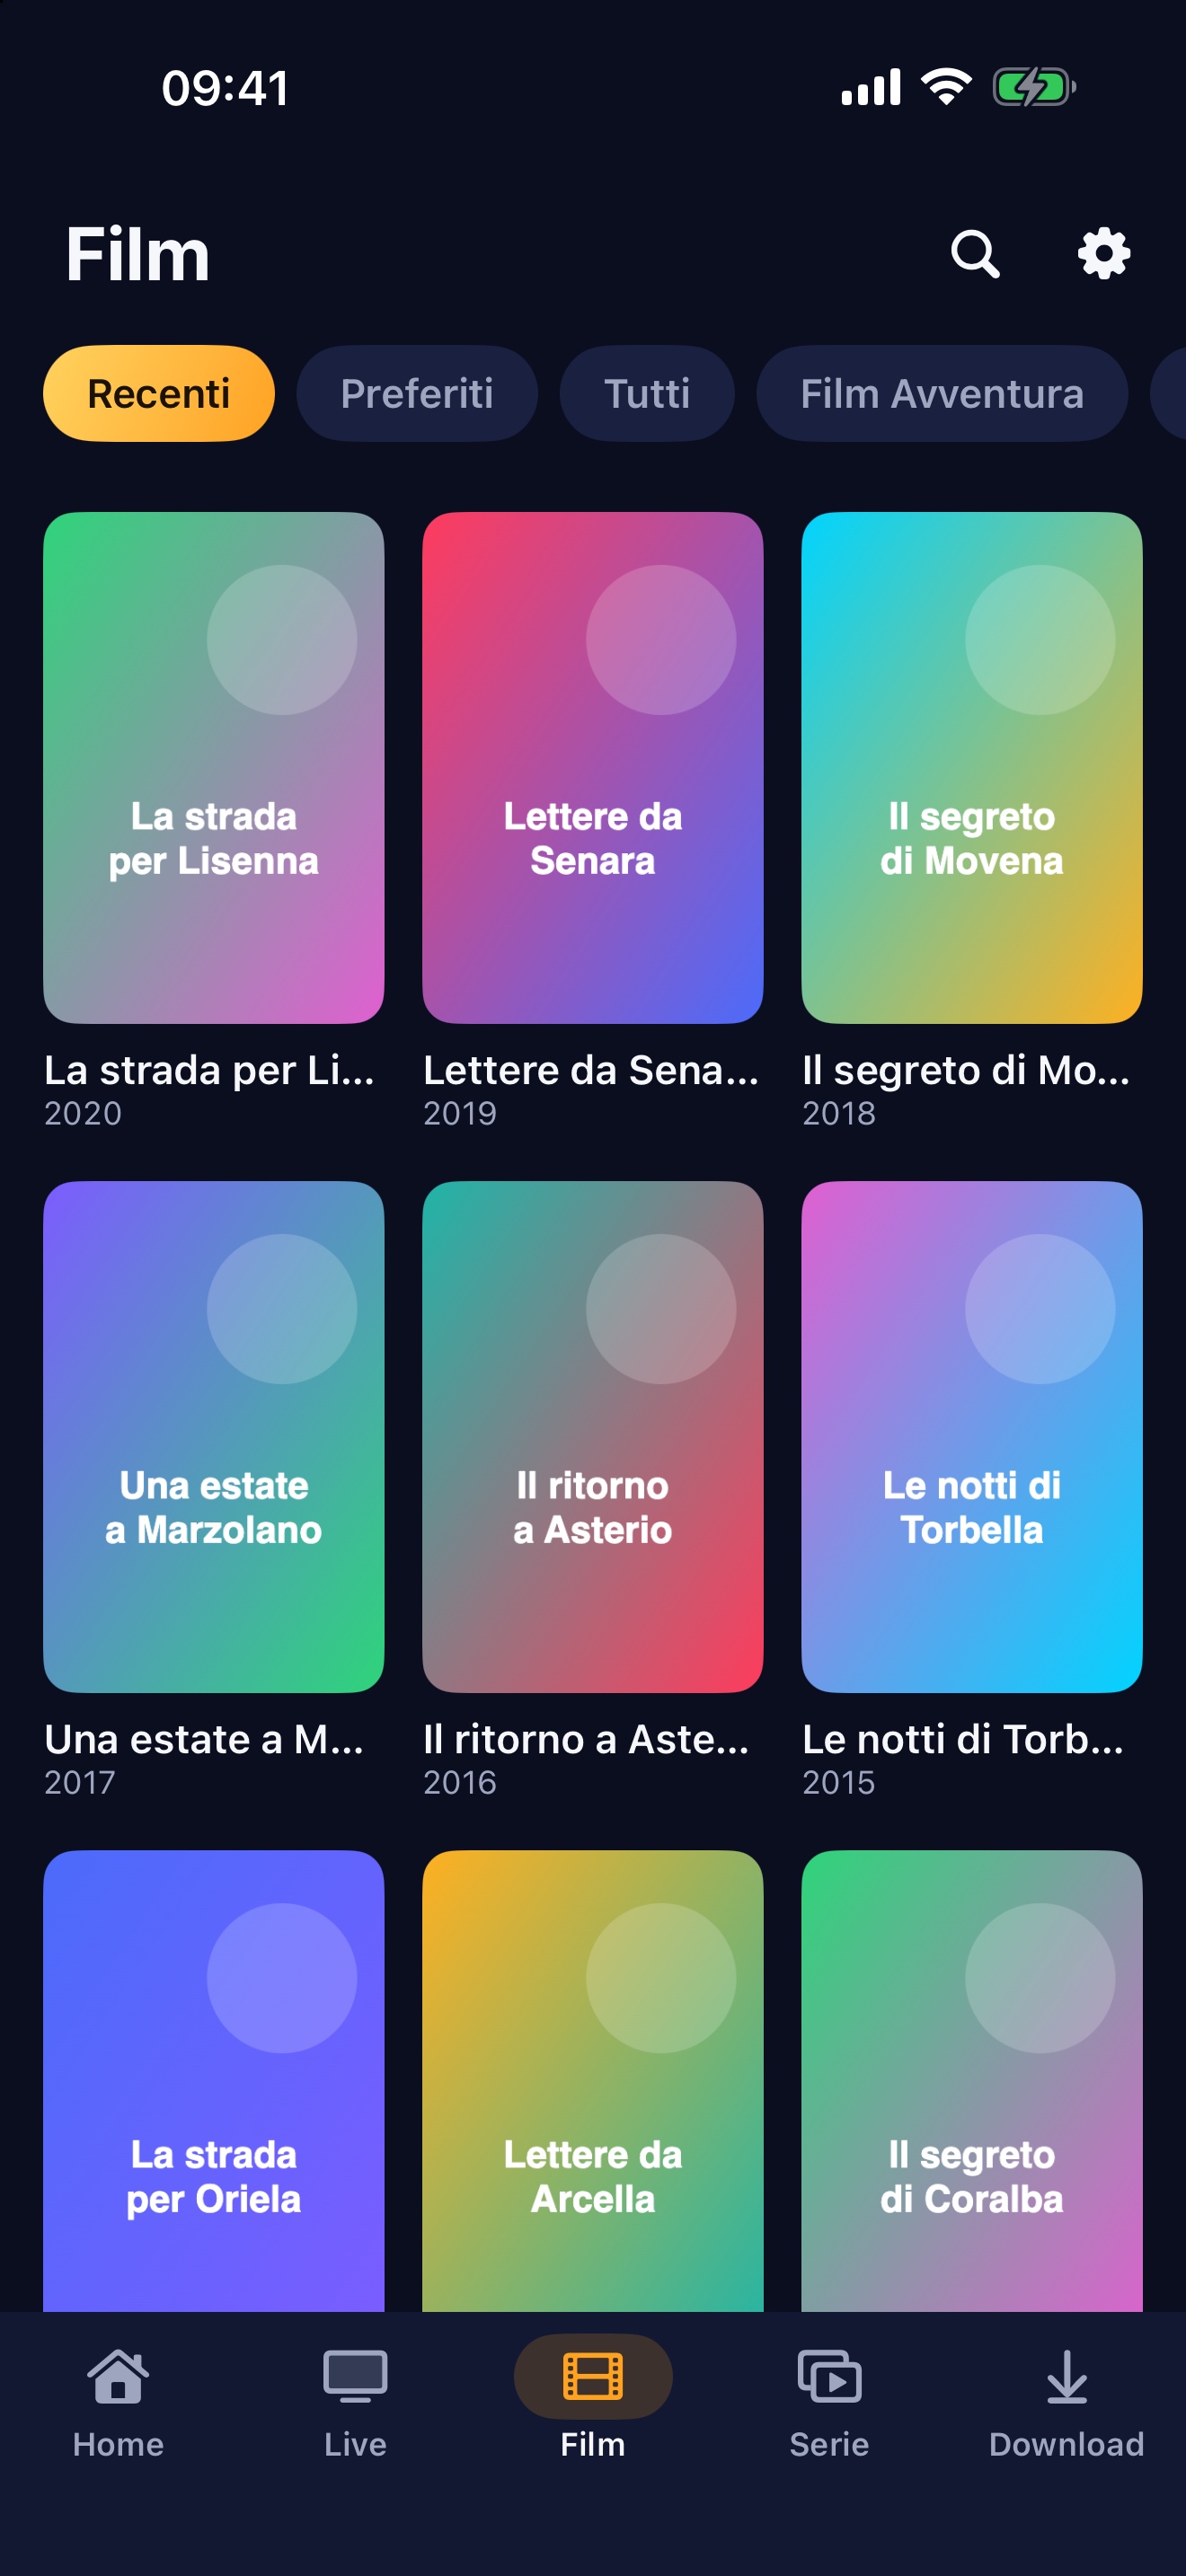 09:41
Film
Recenti
Preferiti
Tutti
Film Avventura
La strada
per Lisenna
Lettere da
Senara
Il segreto
di Movena
La strada per Li...
2020
Lettere da Sena...
2019
Il segreto di Mo...
2018
Una estate
a Marzolano
Il ritorno
a Asterio
Le notti di
Torbella
Una estate a M...
2017
Il ritorno a Aste...
2016
Le notti di Torb...
2015
La strada
per Oriela
Lettere da
Arcella
Il segreto
di Coralba
Home
Live
Film
Serie
Download